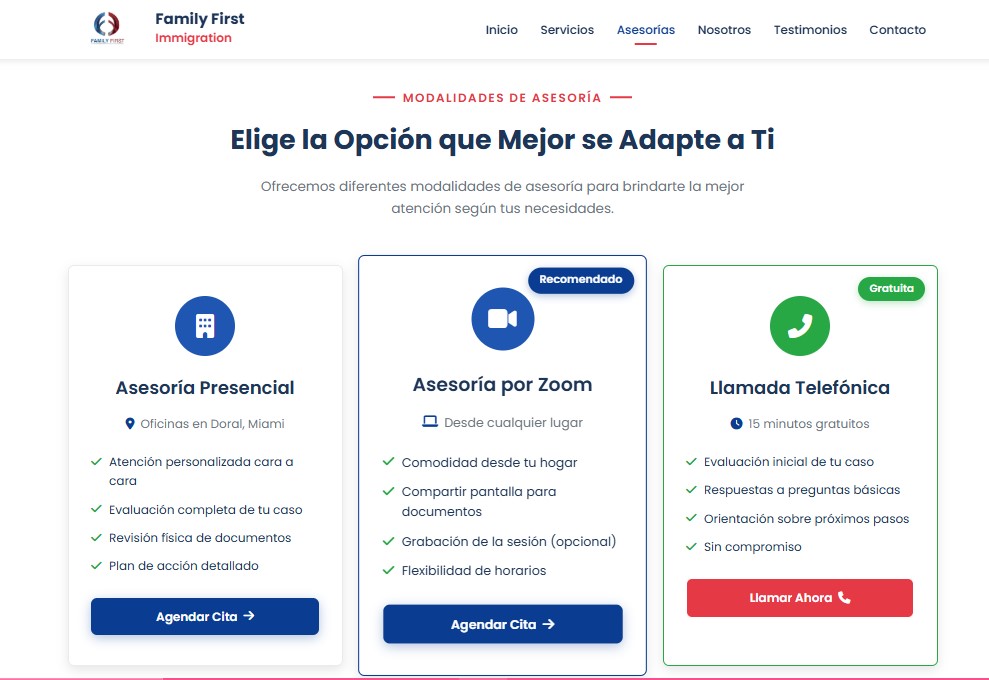 FAMILY FIRST
Family First
Immigration
Inicio
Servicios
Asesorías
Nosotros
Testimonios
Contacto
MODALIDADES DE ASESORÍA
Elige la Opción que Mejor se Adapte a Ti
Ofrecemos diferentes modalidades de asesoría para brindarte la mejor
atención según tus necesidades.
Asesoría Presencial
Oficinas en Doral, Miami
Atención personalizada cara a
cara
Evaluación completa de tu caso
Revisión física de documentos
Plan de acción detallado
Agendar Cita
Recomendado
Asesoría por Zoom
Desde cualquier lugar
Comodidad desde tu hogar
Compartir pantalla para
documentos
Grabación de la sesión (opcional)
Flexibilidad de horarios
Agendar Cita
Gratuita
Llamada Telefónica
15 minutos gratuitos
Evaluación inicial de tu caso
Respuestas a preguntas básicas
Orientación sobre próximos pasos
Sin compromiso
Llamar Ahora